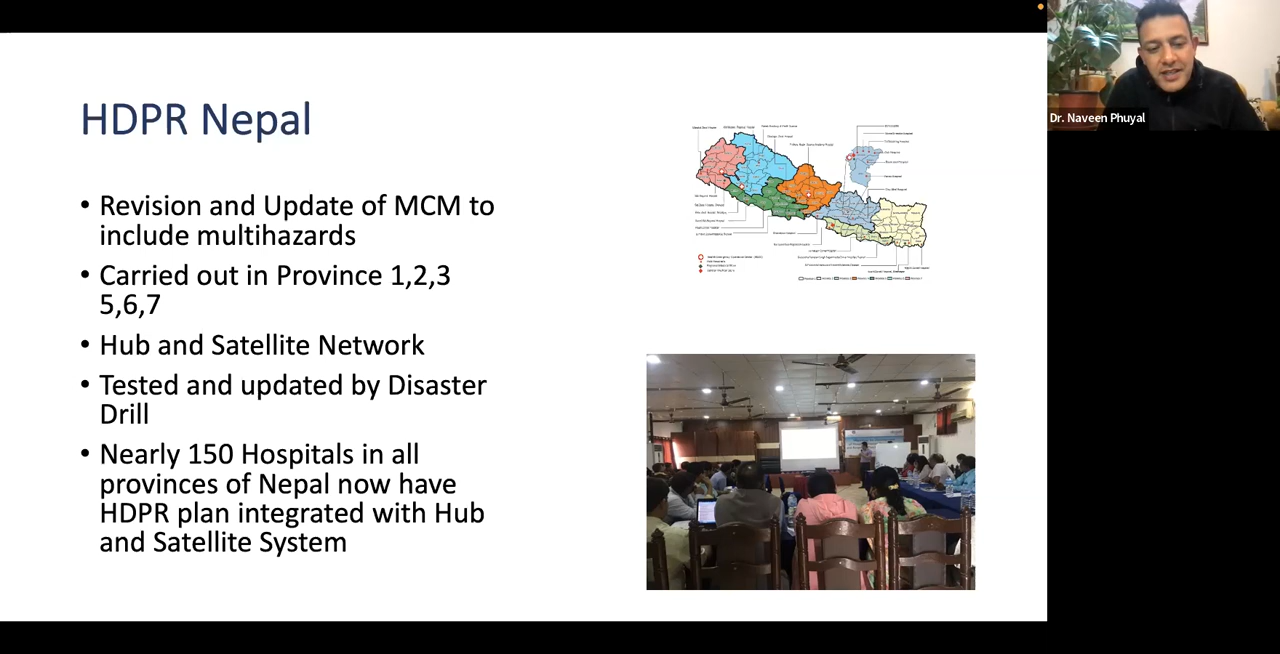 HDPR Nepal
• Revision and Update of MCM to
include multihazards
• Carried out in Province 1,2,3
5,6,7
• Hub and Satellite Network
• Tested and updated by Disaster
Drill
• Nearly 150 Hospitals in all
provinces of Nepal now have
HDPR plan integrated with Hub
and Satellite System
Dr. Naveen Phuyal